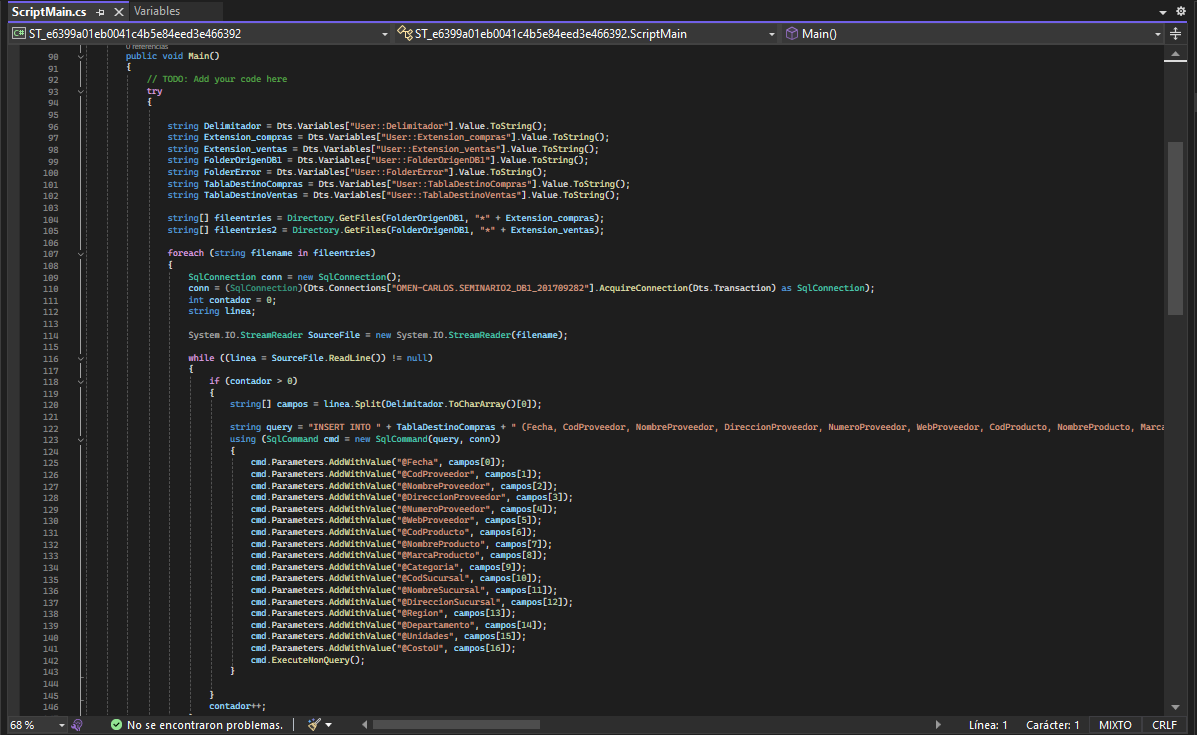 ScriptMain.cs Variables
C# ST_e6399a01eb0041c4b5e84eed3e466392 ST_e6399a01eb0041c4b5e84eed3e466392.ScriptMain Main()
0 referencias
90 public void Main()
91 {
92 // TODO: Add your code here
93 try
94 {
95
96 string Delimitador = Dts.Variables["User::Delimitador"].Value.ToString();
97 string Extension_compras = Dts.Variables["User::Extension_compras"].Value.ToString();
98 string Extension_ventas = Dts.Variables["User::Extension_ventas"].Value.ToString();
99 string FolderOrigenDB1 = Dts.Variables["User::FolderOrigenDB1"].Value.ToString();
100 string FolderError = Dts.Variables["User::FolderError"].Value.ToString();
101 string TablaDestinoCompras = Dts.Variables["User::TablaDestinoCompras"].Value.ToString();
102 string TablaDestinoVentas = Dts.Variables["User::TablaDestinoVentas"].Value.ToString();
103
104 string[] fileentries = Directory.GetFiles(FolderOrigenDB1, "*" + Extension_compras);
105 string[] fileentries2 = Directory.GetFiles(FolderOrigenDB1, "*" + Extension_ventas);
106
107 foreach (string filename in fileentries)
108 {
109 SqlConnection conn = new SqlConnection();
110 conn = (SqlConnection)(Dts.Connections["OMEN-CARLOS.SEMINARIO2_DB1_201709282"].AcquireConnection(Dts.Transaction) as SqlConnection);
111 int contador = 0;
112 string linea;
113
114 System.IO.StreamReader SourceFile = new System.IO.StreamReader(filename);
115
116 while ((linea = SourceFile.ReadLine()) != null)
117 {
118 if (contador > 0)
119 {
120 string[] campos = linea.Split(Delimitador.ToCharArray()[0]);
121
122 string query = "INSERT INTO " + TablaDestinoCompras + " (Fecha, CodProveedor, NombreProveedor, DireccionProveedor, NumeroProveedor, WebProveedor, CodProducto, NombreProducto, Marca
123 using (SqlCommand cmd = new SqlCommand(query, conn))
124 {
125 cmd.Parameters.AddWithValue("@Fecha", campos[0]);
126 cmd.Parameters.AddWithValue("@CodProveedor", campos[1]);
127 cmd.Parameters.AddWithValue("@NombreProveedor", campos[2]);
128 cmd.Parameters.AddWithValue("@DireccionProveedor", campos[3]);
129 cmd.Parameters.AddWithValue("@NumeroProveedor", campos[4]);
130 cmd.Parameters.AddWithValue("@WebProveedor", campos[5]);
131 cmd.Parameters.AddWithValue("@CodProducto", campos[6]);
132 cmd.Parameters.AddWithValue("@NombreProducto", campos[7]);
133 cmd.Parameters.AddWithValue("@MarcaProducto", campos[8]);
134 cmd.Parameters.AddWithValue("@Categoria", campos[9]);
135 cmd.Parameters.AddWithValue("@CodSucursal", campos[10]);
136 cmd.Parameters.AddWithValue("@NombreSucursal", campos[11]);
137 cmd.Parameters.AddWithValue("@DireccionSucursal", campos[12]);
138 cmd.Parameters.AddWithValue("@Region", campos[13]);
139 cmd.Parameters.AddWithValue("@Departamento", campos[14]);
140 cmd.Parameters.AddWithValue("@Unidades", campos[15]);
141 cmd.Parameters.AddWithValue("@CostoU", campos[16]);
142 cmd.ExecuteNonQuery();
143 }
144
145 }
146 contador++;
68 % No se encontraron problemas. Línea: 1 Carácter: 1 MIXTO CRLF